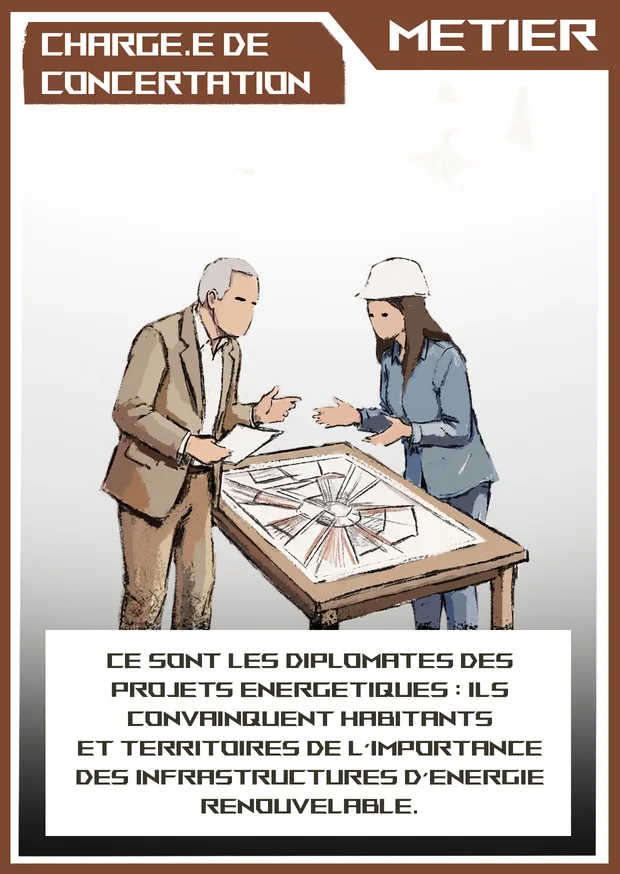 CHARGE.E DE
CONCERTATION
METIER
CE SONT LES DIPLOMATES DES
PROJETS ENERGETIQUES : ILS
CONVAINQUENT HABITANTS
ET TERRITOIRES DE L'IMPORTANCE
DES INFRASTRUCTURES D'ENERGIE
RENOUVELABLE.